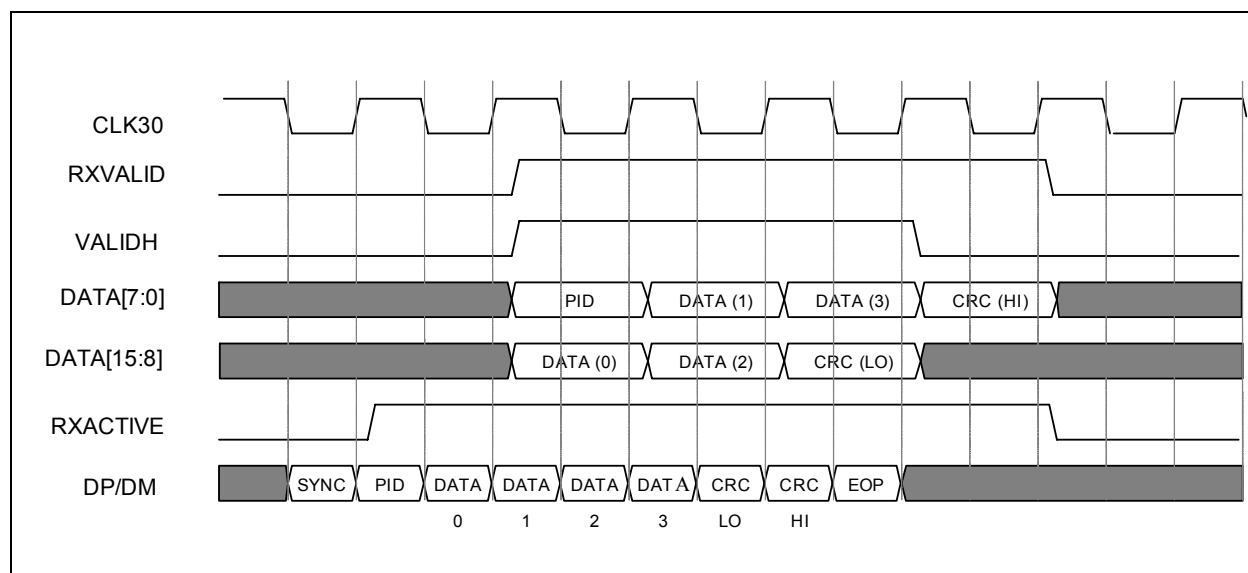 CLK30
RXVALID
VALIDH
DATA[7:0] PID DATA (1) DATA (3) CRC (HI)
DATA[15:8] DATA (0) DATA (2) CRC (LO)
RXACTIVE
DP/DM SYNC PID DATA DATA DATA DATA CRC CRC EOP
0 1 2 3 LO HI